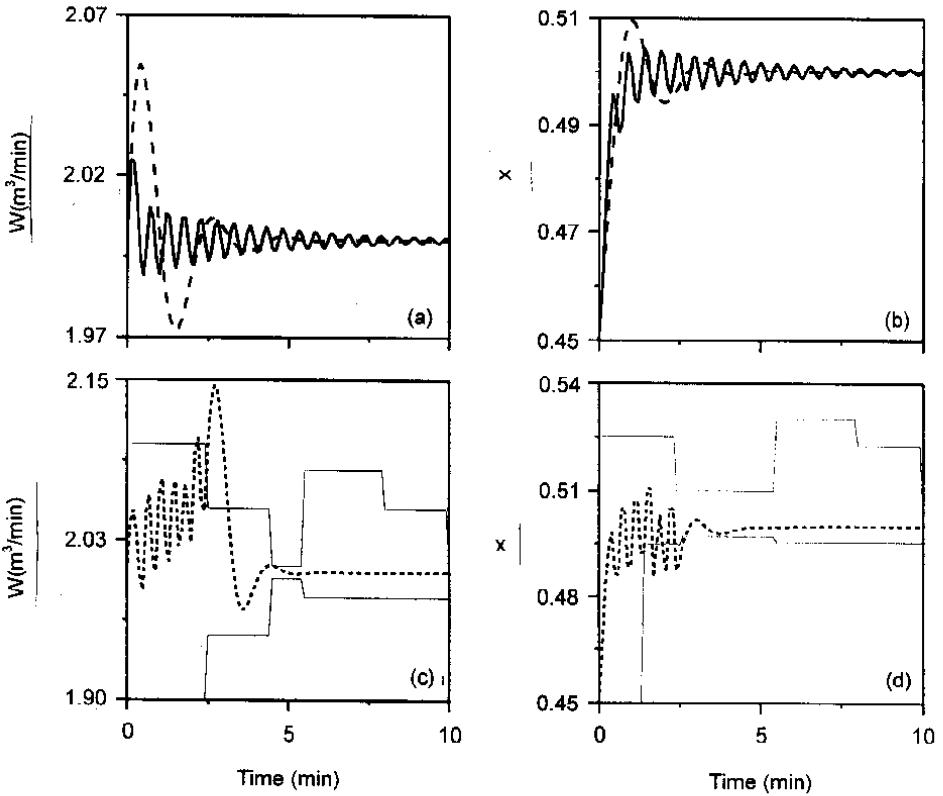 2.07
2.02
1.97
W(m³/min)
(a)
0.51
0.49
0.47
0.45
x
(b)
2.15
2.03
1.90
W(m³/min)
(c)
0 5 10
Time (min)
0.54
0.51
0.48
0.45
x
(d)
0 5 10
Time (min)